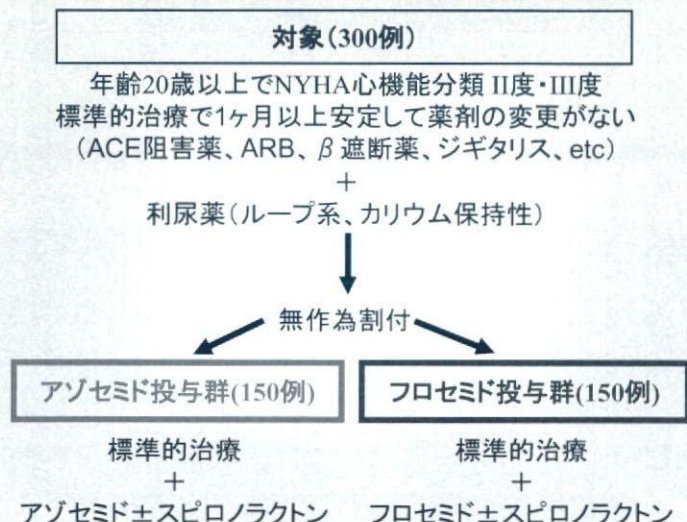 対象(300例)
年齢20歳以上でNYHA心機能分類 II度・III度
標準的治療で1ヶ月以上安定して薬剤の変更がない
(ACE阻害薬、ARB、β遮断薬、ジギタリス、etc)
+
利尿薬(ループ系、カリウム保持性)
無作為割付
アゾセミド投与群(150例) フロセミド投与群(150例)
標準的治療 標準的治療
+ +
アゾセミド±スピロノラクトン フロセミド±スピロノラクトン